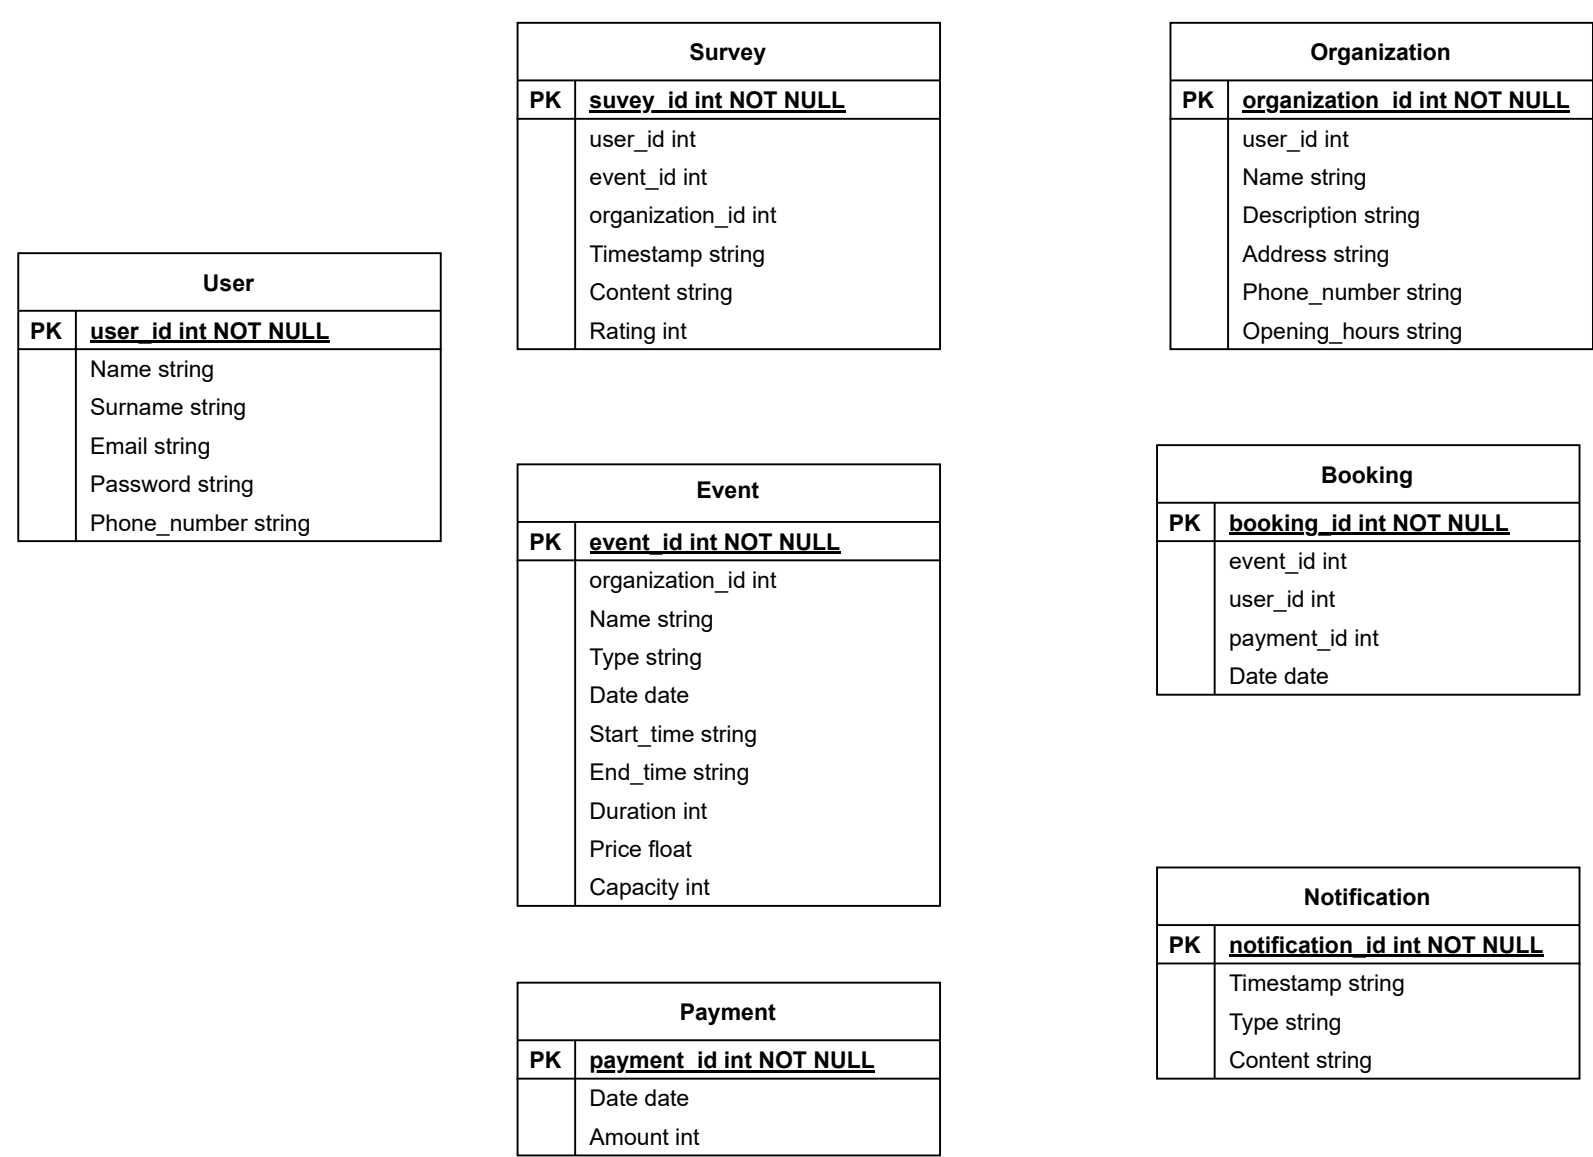 User
PK user_id int NOT NULL
Name string
Surname string
Email string
Password string
Phone_number string
Survey
PK suvey_id int NOT NULL
user_id int
event_id int
organization_id int
Timestamp string
Content string
Rating int
Organization
PK organization_id int NOT NULL
user_id int
Name string
Description string
Address string
Phone_number string
Opening_hours string
Event
PK event_id int NOT NULL
organization_id int
Name string
Type string
Date date
Start_time string
End_time string
Duration int
Price float
Capacity int
Booking
PK booking_id int NOT NULL
event_id int
user_id int
payment_id int
Date date
Payment
PK payment_id int NOT NULL
Date date
Amount int
Notification
PK notification_id int NOT NULL
Timestamp string
Type string
Content string